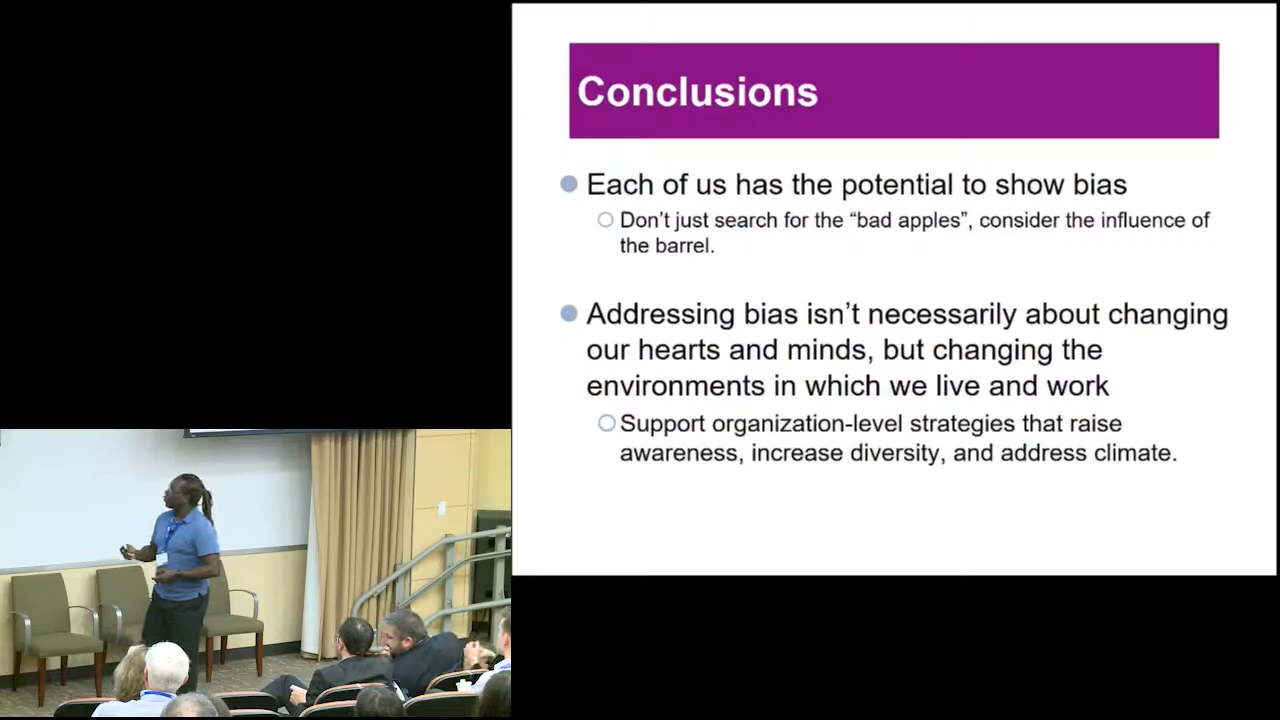 Conclusions
Each of us has the potential to show bias
Don’t just search for the “bad apples”, consider the influence of
the barrel.
Addressing bias isn’t necessarily about changing
our hearts and minds, but changing the
environments in which we live and work
Support organization-level strategies that raise
awareness, increase diversity, and address climate.